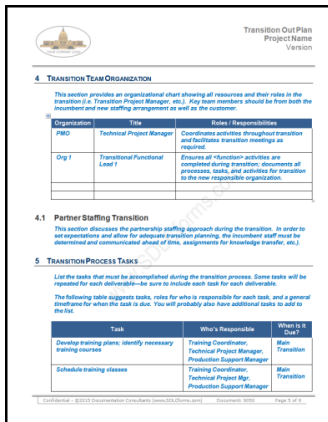 Transition Out Plan
Project Name
Version
4 TRANSITION TEAM ORGANIZATION
This section provides an organizational chart showing all resources and their roles in the
transition (i.e. Transition Project Manager, etc.). Key team members should be from both the
incumbent and new staffing arrangement as well as the customer.
Organization Title Roles / Responsibilities
PMO Technical Project Manager Coordinates activities throughout transition
and facilitates transition meetings as
required.
Org 1 Transitional Functional Ensures all <function> activities are
Lead 1 completed during transition; documents all
processes, tasks, and activities for transition
to the new responsible organization.
4.1 Partner Staffing Transition
This section discusses the partnership staffing approach during the transition. In order to
set expectations and allow for adequate transition planning, the incumbent staff must be
determined and communicated ahead of time, assignments for knowledge transfer, etc.).
5 TRANSITION PROCESS TASKS
List the tasks that must be accomplished during the transition process. Some tasks will be
repeated for each deliverable—be sure to include each task for each deliverable.
The following table suggests tasks, roles for who is responsible for each task, and a general
timeframe for when the task is due. You will probably also have additional tasks to add to
the list.
Task Who's Responsible When is it
Due?
Develop training plans; identify necessary Training Coordinator, Main
training courses Technical Project Manager, Transition
Production Support Manager
Schedule training classes Training Coordinator, Main
Technical Project Mgr, Transition
Production Support Manager
Confidential – ©2015 Documentation Consultants (www.SDLCforms.com) Document: 9050 Page 5 of 9
www.SDLCforms.com